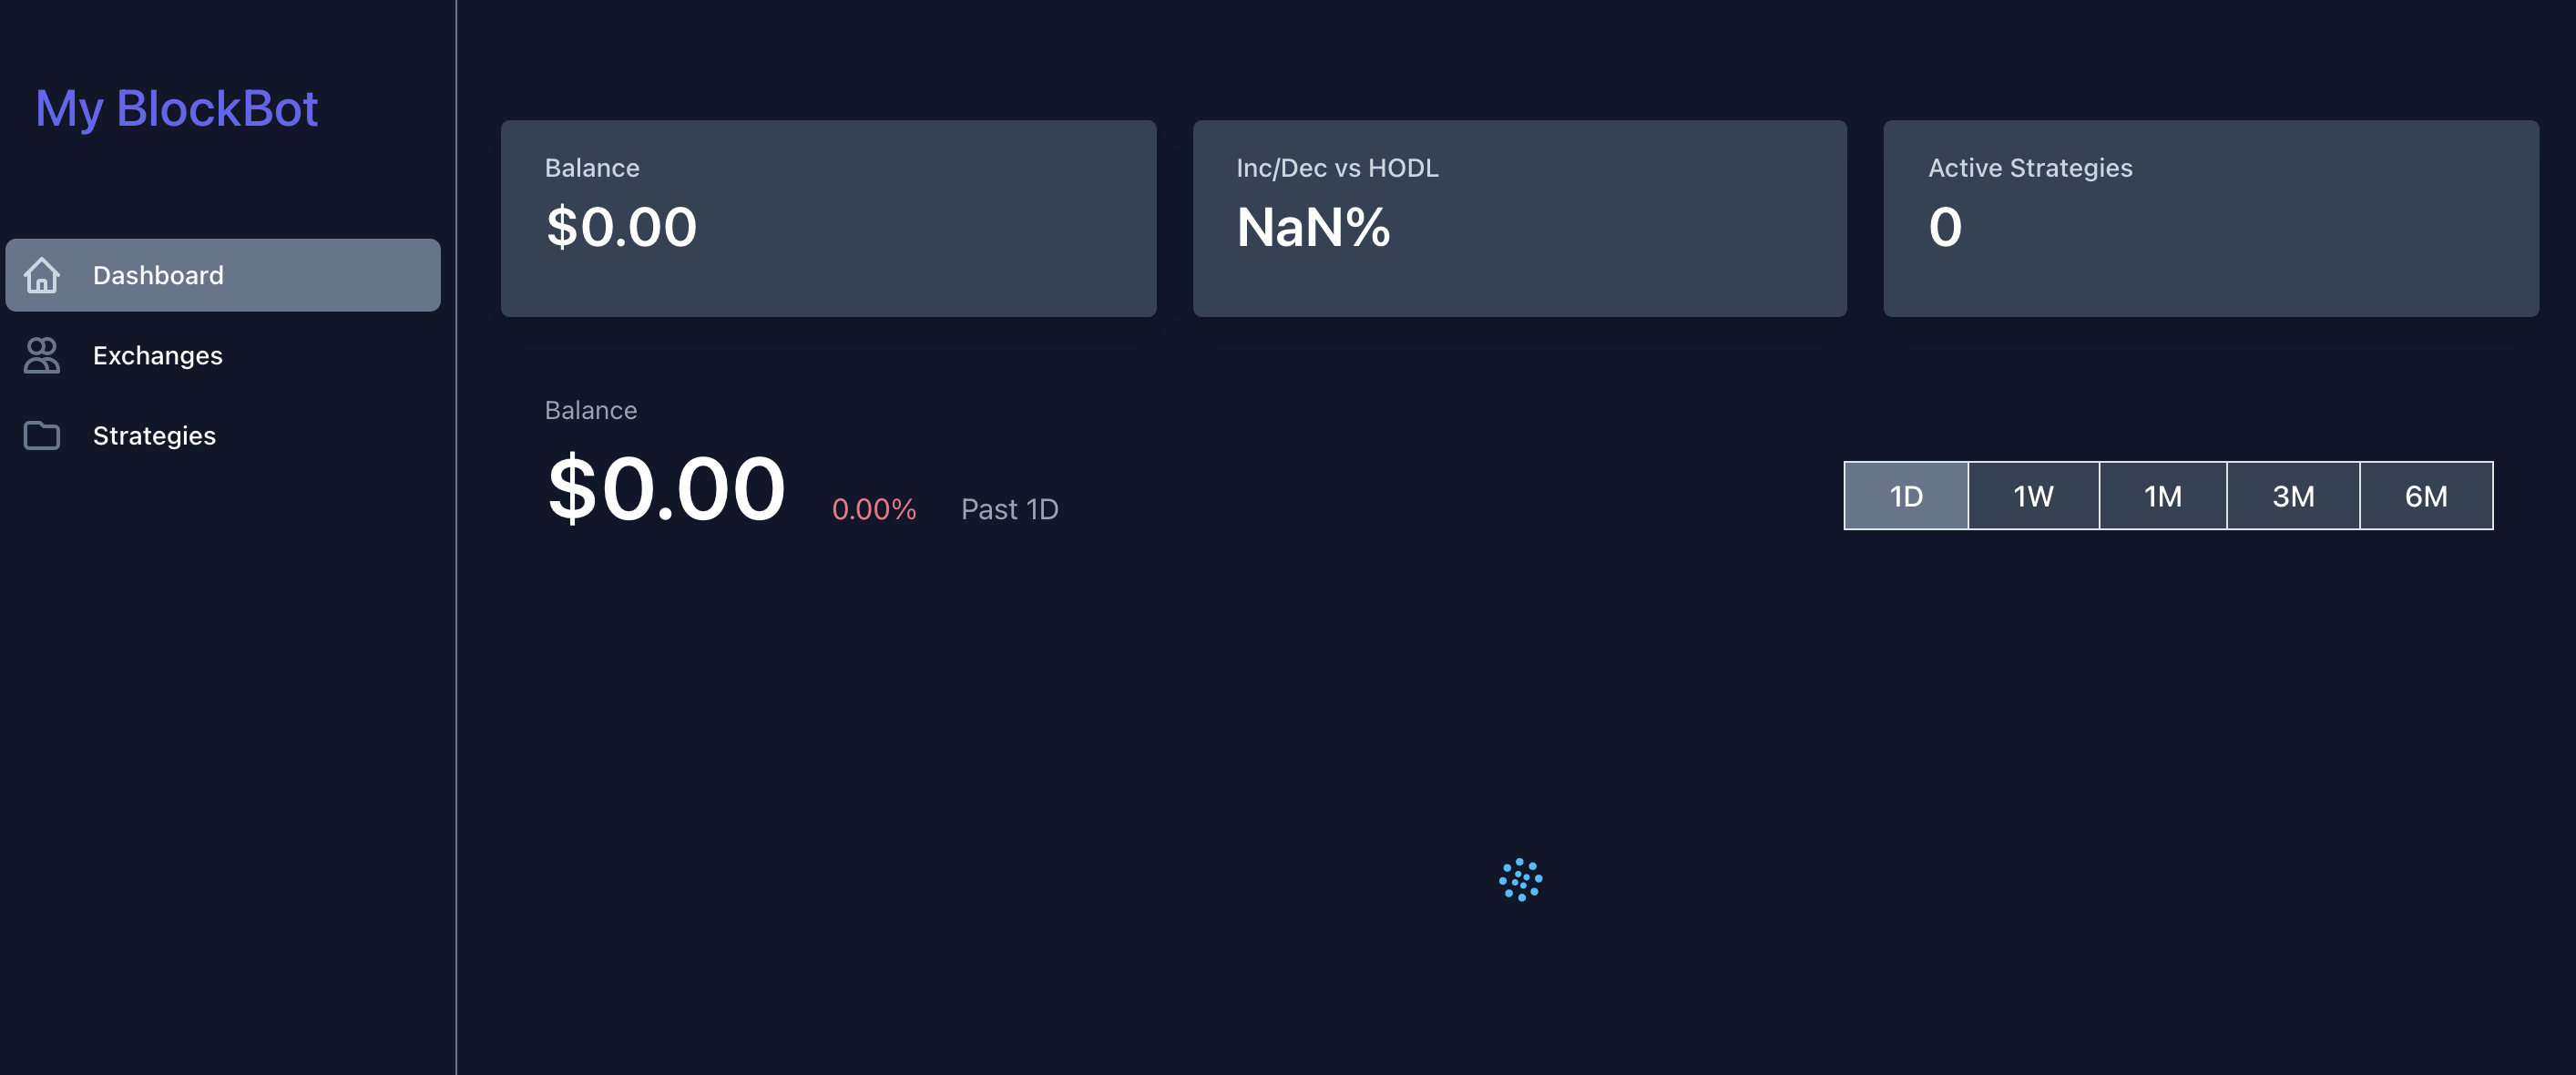 My BlockBot
Dashboard
Exchanges
Strategies
Balance
$0.00
Inc/Dec vs HODL
NaN%
Active Strategies
0
Balance
$0.00 0.00% Past 1D
1D 1W 1M 3M 6M